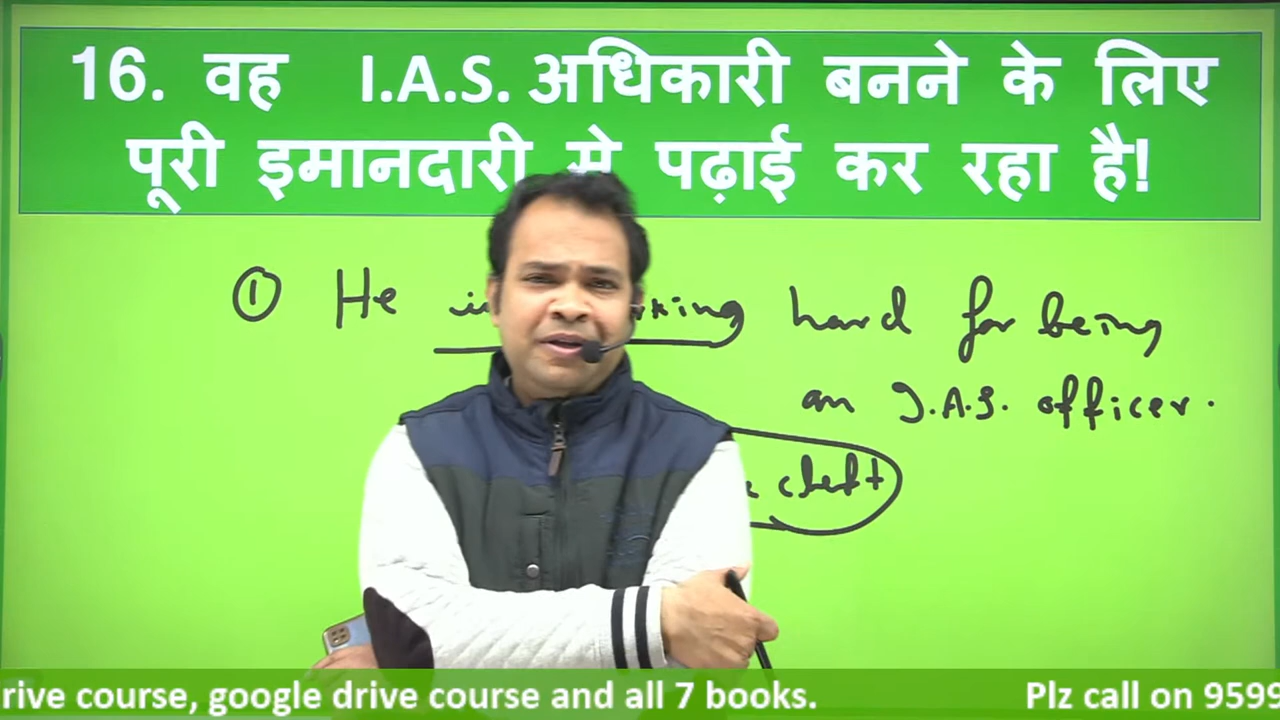 16. वह I.A.S. अधिकारी बनने के लिए
पूरी इमानदारी से पढ़ाई कर रहा है!
① He hard for being
an I.A.S. officer.
cleft
rive course, google drive course and all 7 books. Plz call on 9599